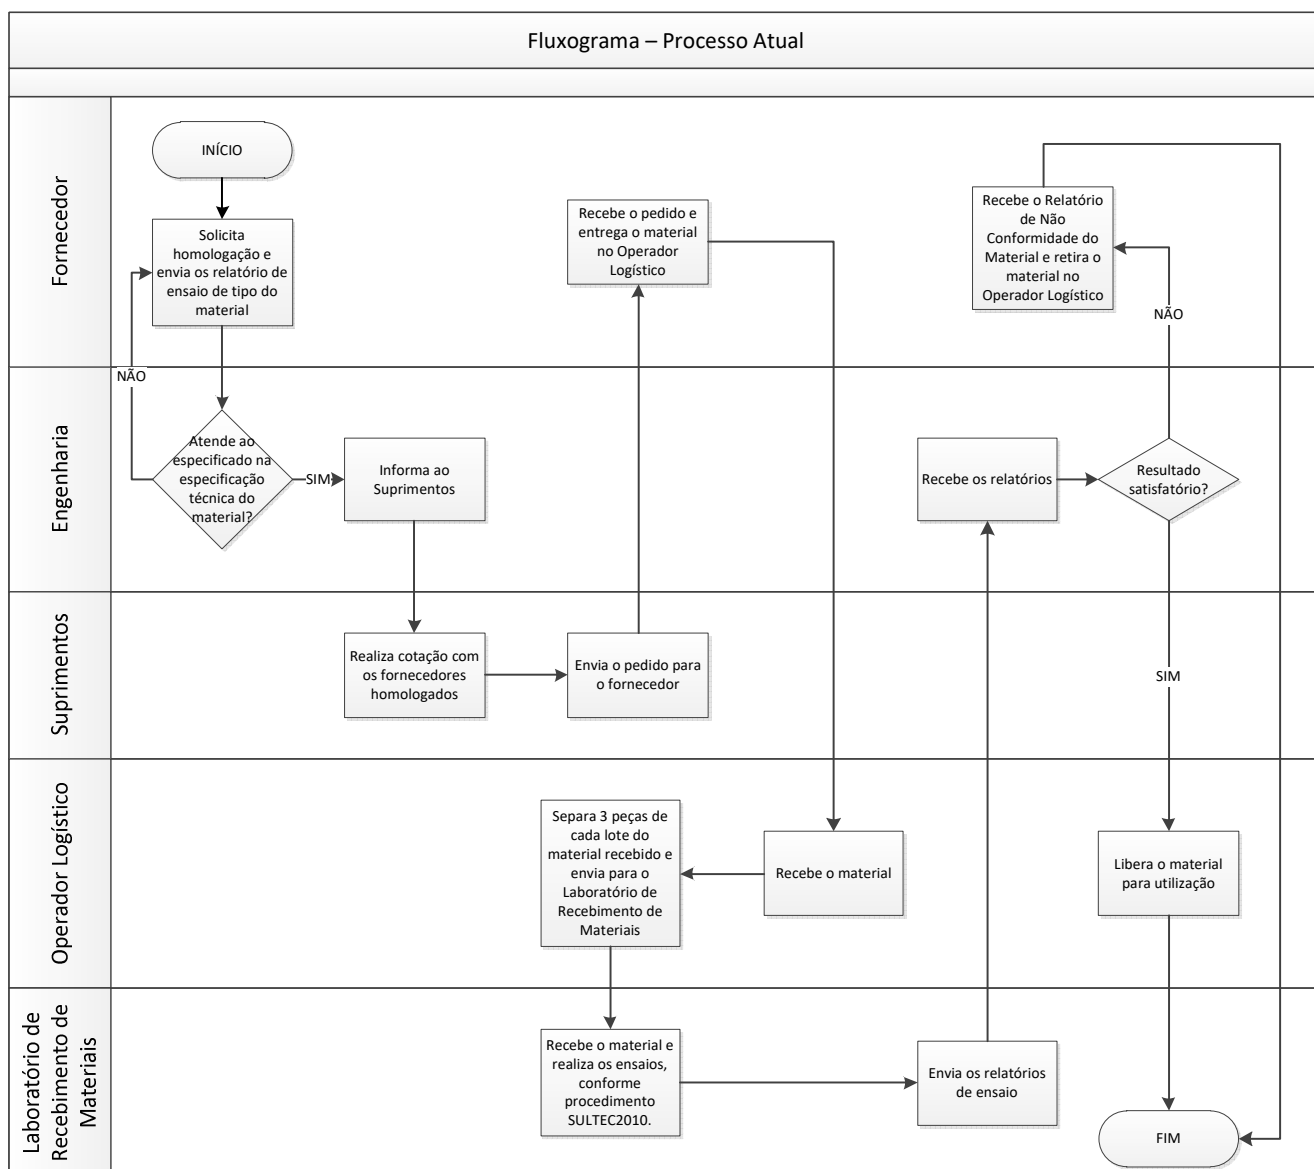 Fluxograma – Processo Atual
Fornecedor
INÍCIO
Solicita
homologação e
envia os relatório de
ensaio de tipo do
material
Recebe o pedido e
entrega o material
no Operador
Logístico
Recebe o Relatório
de Não
Conformidade do
Material e retira o
material no
Operador Logístico
NÃO
NÃO
Engenharia
Atende ao
especificado na
especificação
técnica do
material?
SIM
Informa ao
Suprimentos
Recebe os relatórios
Resultado
satisfatório?
Suprimentos
Realiza cotação com
os fornecedores
homologados
Envia o pedido para
o fornecedor
SIM
Operador Logístico
Separa 3 peças de
cada lote do
material recebido e
envia para o
Laboratório de
Recebimento de
Materiais
Recebe o material
Libera o material
para utilização
Laboratório de
Recebimento de
Materiais
Recebe o material e
realiza os ensaios,
conforme
procedimento
SULTEC2010.
Envia os relatórios
de ensaio
FIM